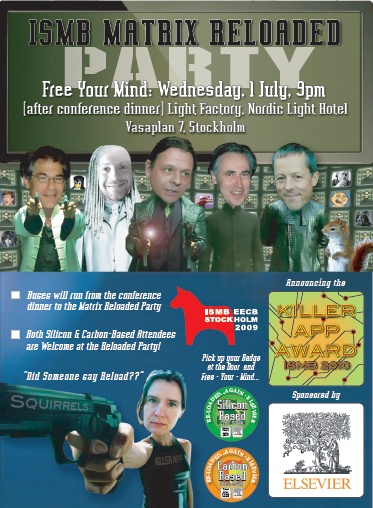 ISMB MATRIX RELOADED
PARTY
Free Your Mind: Wednesday, 1 July, 9pm
(after conference dinner) Light Factory, Nordic Light Hotel
Vasaplan 7, Stockholm
Buses will run from the conference
dinner to the Matrix Reloaded Party
Both Silicon & Carbon-Based Attendees
are Welcome at the Reloaded Party!
"Did Someone say Reload??"
SQUIRRELS
KILLER APP
ISMB EECB
STOCKHOLM
2009
Pick up your Badge
at the Door and
Free - Your - Mind...
Silicon
Based
Carbon
Based
Announcing the
KILLER
APP
AWARD
ISMB 2010
Sponsored by
ELSEVIER